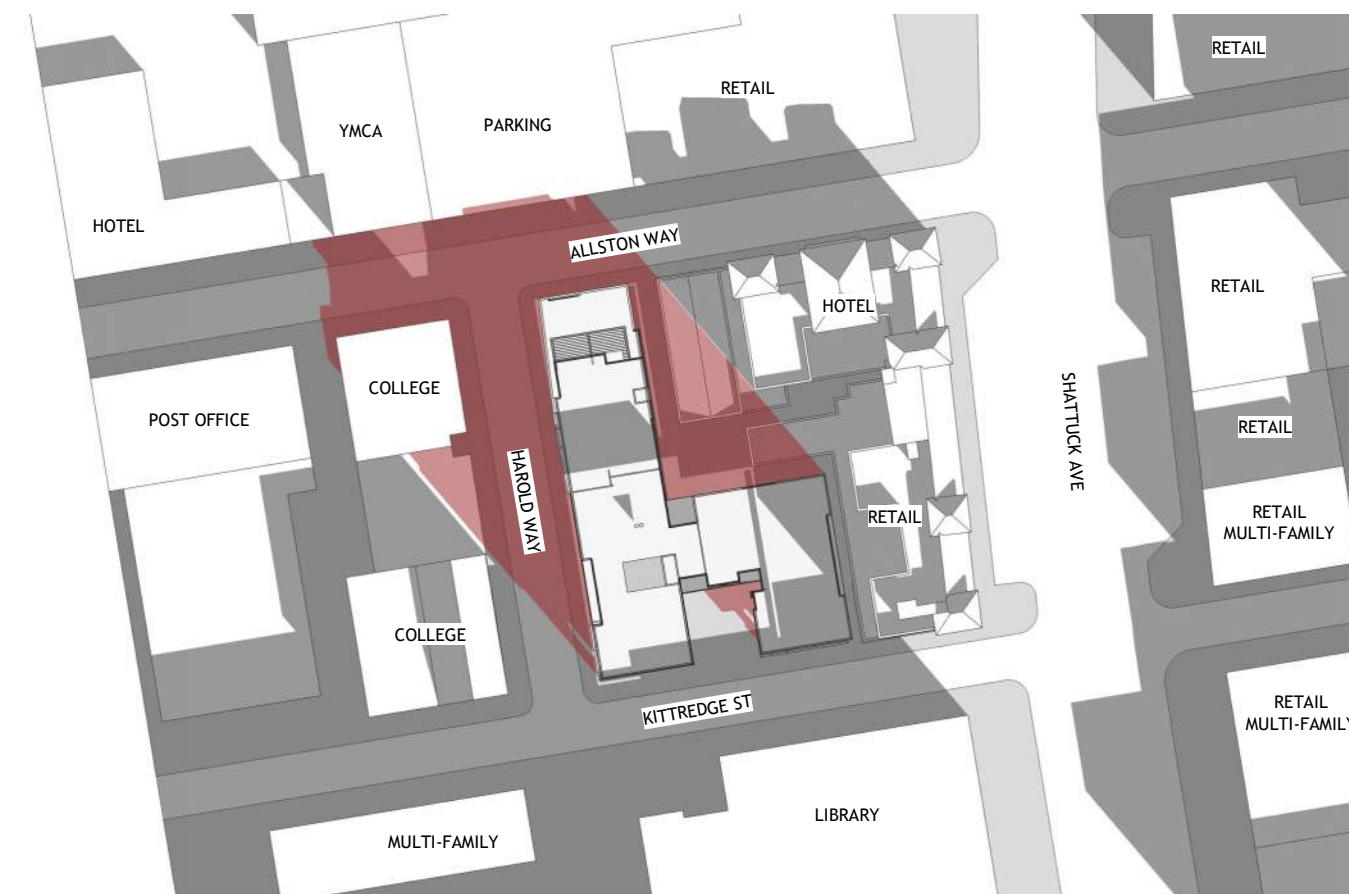 RETAIL
RETAIL
YMCA
PARKING
HOTEL
ALLSTON WAY
HOTEL
RETAIL
COLLEGE
POST OFFICE
SHATTUCK AVE
RETAIL
HAROLD WAY
RETAIL
RETAIL
MULTI-FAMILY
COLLEGE
KITTREDGE ST
RETAIL
MULTI-FAMILY
LIBRARY
MULTI-FAMILY